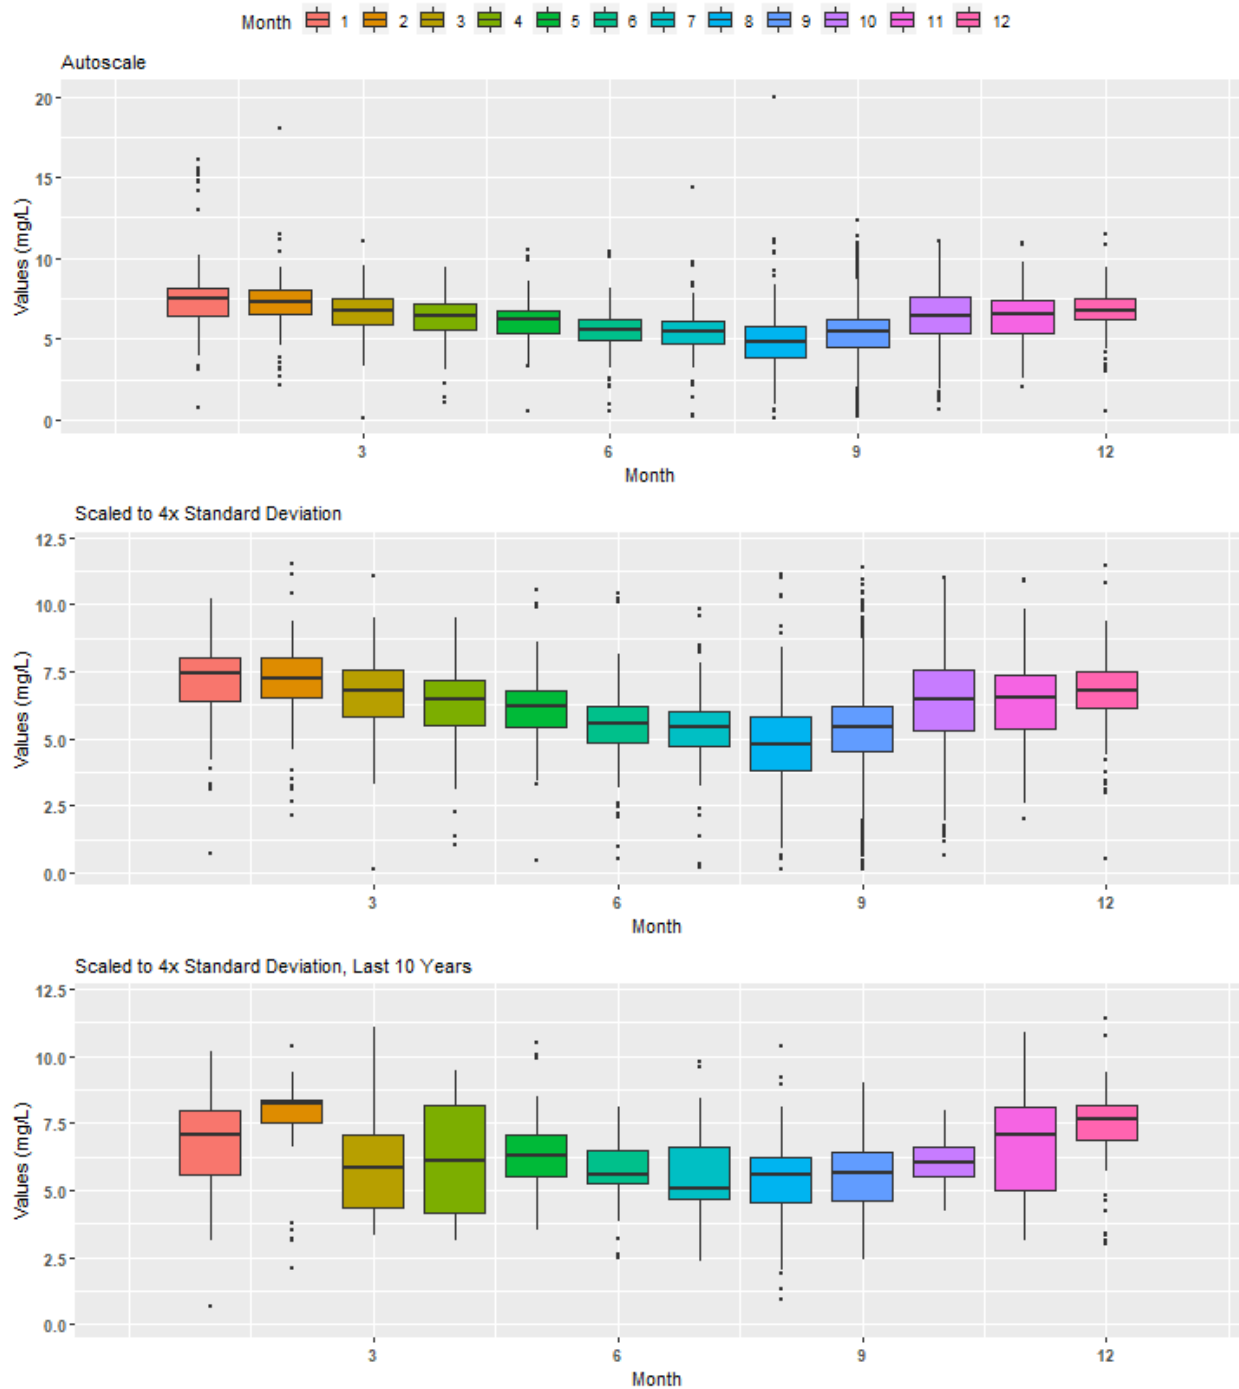 Month 1 2 3 4 5 6 7 8 9 10 11 12
Autoscale
20
15
10
5
0
Values (mg/L)
3 6 9 12
Month
Scaled to 4x Standard Deviation
12.5
10.0
7.5
5.0
2.5
0.0
Values (mg/L)
3 6 9 12
Month
Scaled to 4x Standard Deviation, Last 10 Years
12.5
10.0
7.5
5.0
2.5
0.0
Values (mg/L)
3 6 9 12
Month